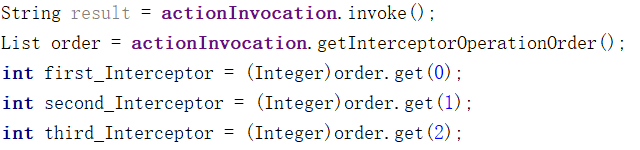 String result = actionInvocation.invoke();
List order = actionInvocation.getInterceptorOperationOrder();
int first_Interceptor = (Integer)order.get(0);
int second_Interceptor = (Integer)order.get(1);
int third_Interceptor = (Integer)order.get(2);